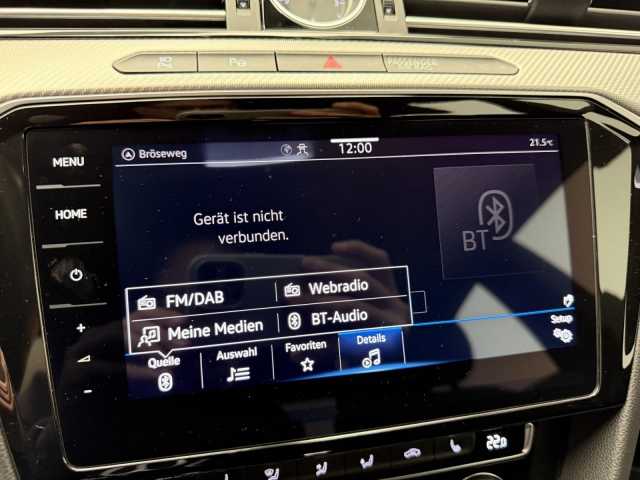 PASSENGER
MENU
HOME
Bröseweg
12:00
21.5°C
Gerät ist nicht
verbunden.
BT
FM/DAB
Webradio
Meine Medien
BT-Audio
Quelle
Auswahl
Favoriten
Details
Setup
+
-